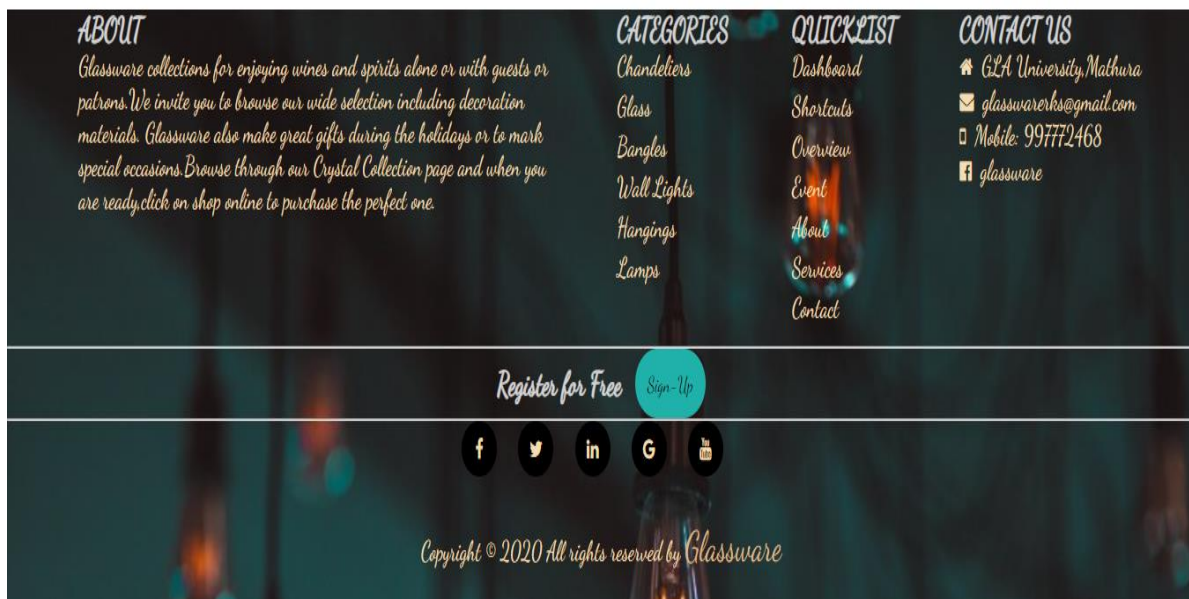 ABOUT
Glassware collections for enjoying wines and spirits alone or with guests or
patrons.We invite you to browse our wide selection including decoration
materials. Glassware also make great gifts during the holidays or to mark
special occasions.Browse through our Crystal Collection page and when you
are ready,click on shop online to purchase the perfect one.
CATEGORIES
Chandeliers
Glass
Bangles
Wall Lights
Hangings
Lamps
QUICKLIST
Dashboard
Shortcuts
Overview
Event
About
Services
Contact
CONTACT US
GLA University,Mathura
glasswarerks@gmail.com
Mobile: 997772468
glassware
Register for Free Sign-Up
f in G You Tube
Copyright © 2020 All rights reserved by Glassware